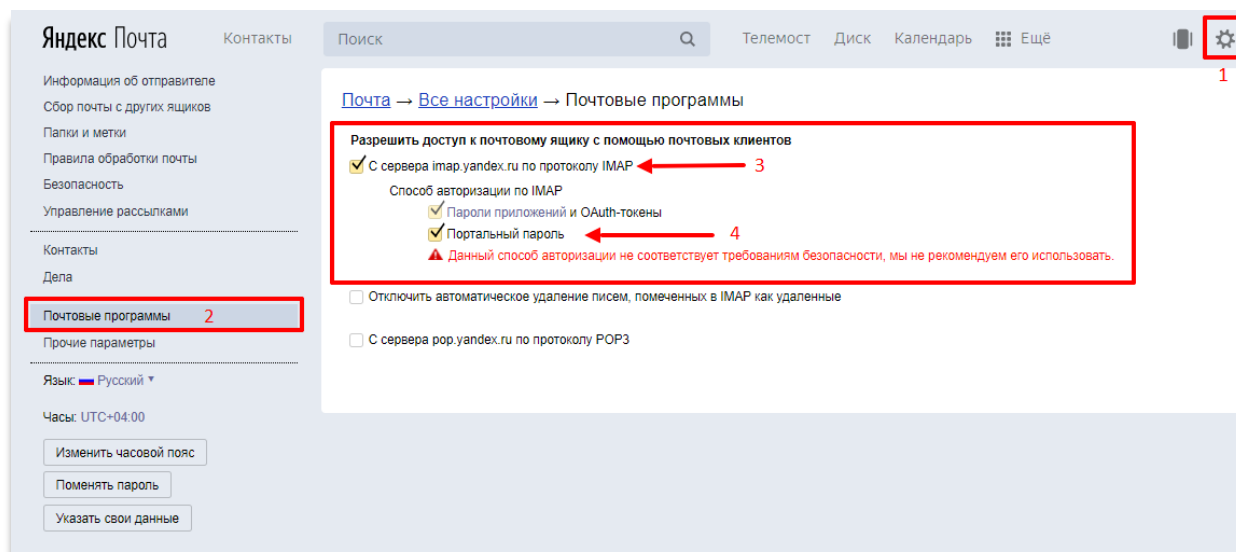 Яндекс Почта
Контакты
Поиск
Телемост
Диск
Календарь
Ещё
1
Информация об отправителе
Сбор почты с других ящиков
Папки и метки
Правила обработки почты
Безопасность
Управление рассылками
Контакты
Дела
Почтовые программы 2
Прочие параметры
Язык: Русский
Часы: UTC+04:00
Изменить часовой пояс
Поменять пароль
Указать свои данные
Почта → Все настройки → Почтовые программы
Разрешить доступ к почтовому ящику с помощью почтовых клиентов
С сервера imap.yandex.ru по протоколу IMAP 3
Способ авторизации по IMAP
Пароли приложений и OAuth-токены
Портальный пароль 4
Данный способ авторизации не соответствует требованиям безопасности, мы не рекомендуем его использовать.
Отключить автоматическое удаление писем, помеченных в IMAP как удаленные
С сервера pop.yandex.ru по протоколу POP3